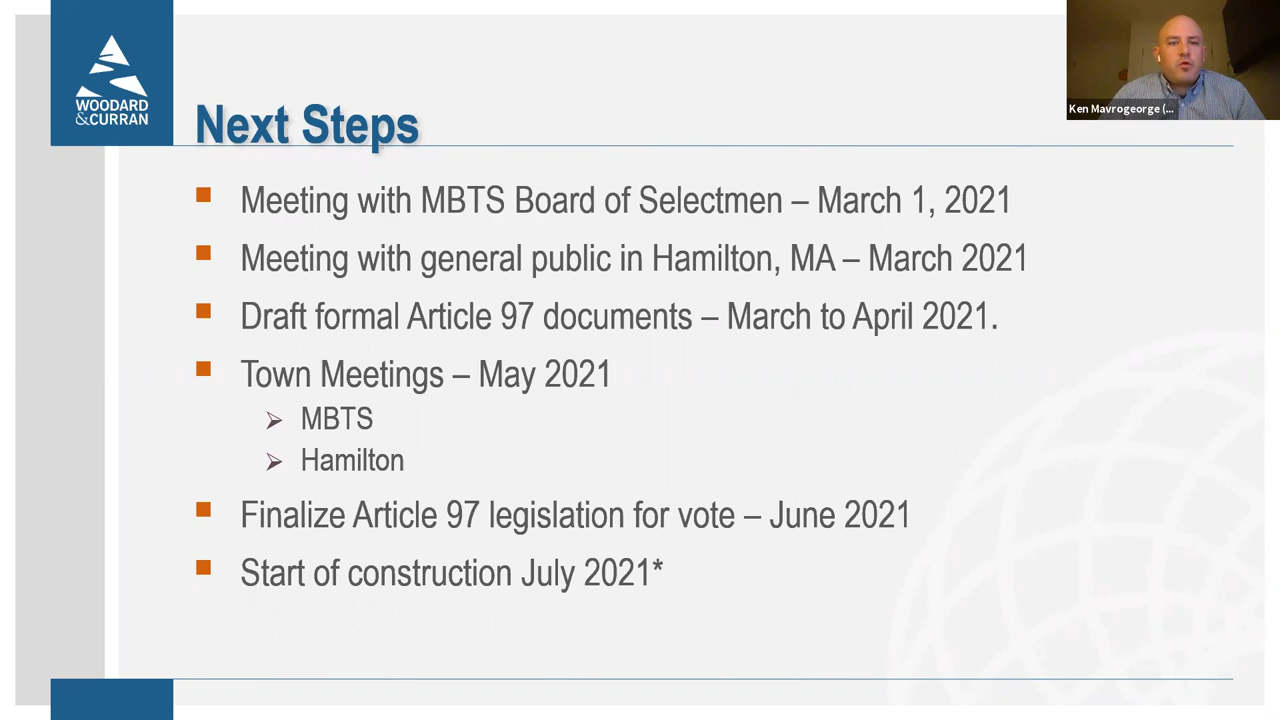 WOODARD
&CURRAN
Ken Mavrogeorge (...
Next Steps
Meeting with MBTS Board of Selectmen – March 1, 2021
Meeting with general public in Hamilton, MA – March 2021
Draft formal Article 97 documents – March to April 2021.
Town Meetings – May 2021
MBTS
Hamilton
Finalize Article 97 legislation for vote – June 2021
Start of construction July 2021*